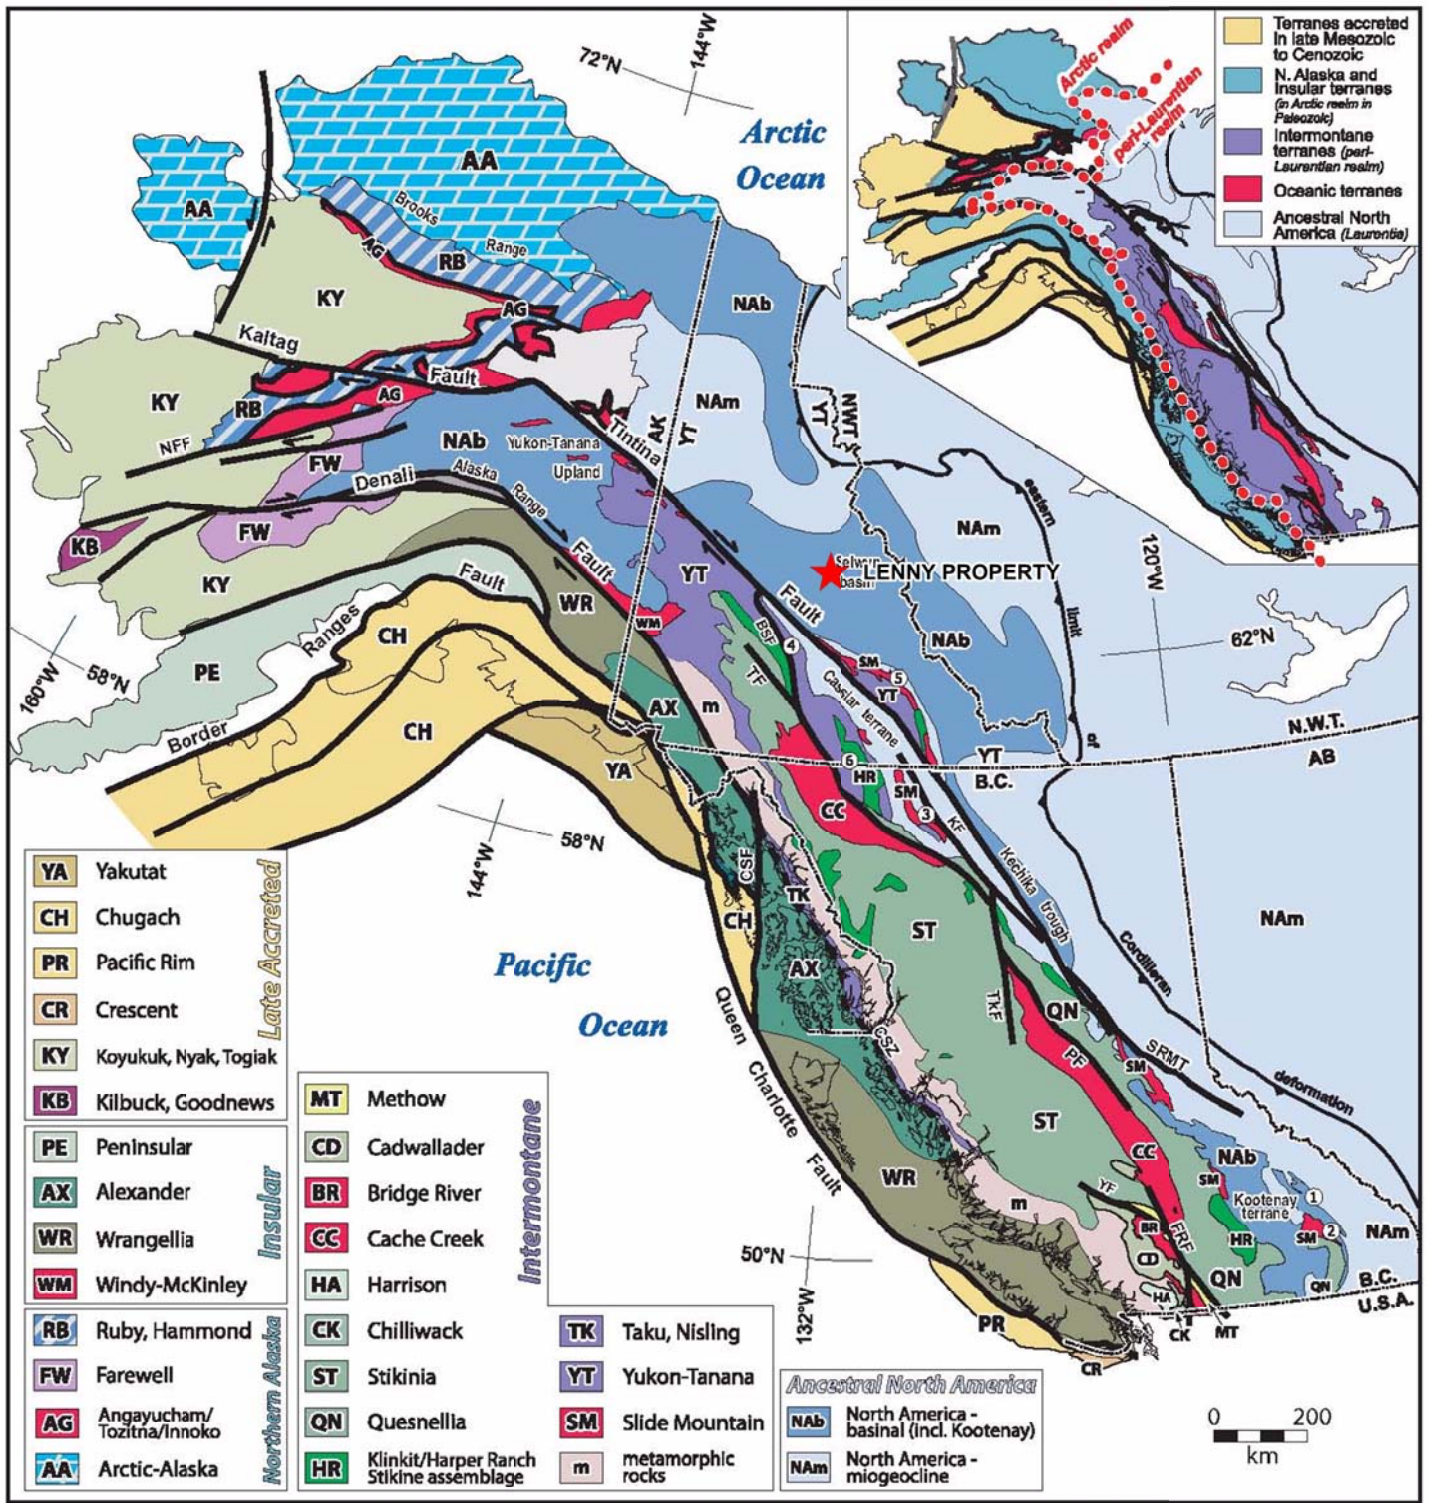 72°N
144°W
Arctic
Ocean
Arctic realm
peri-Laurentian
realm
Terranes accreted
in late Mesozoic
to Cenozoic
N. Alaska and
Insular terranes
(in Arctic realm in
Paleozoic)
Intermontane
terranes (peri-
Laurentian realm)
Oceanic terranes
Ancestral North
America (Laurentia)
AA
AA
Brooks
Range
AG
RB
KY
AG
NAb
Kaltag
Fault
KY
RB
AG
NAm
AK
YT
NWT
YT
NFF
NAb
Yukon-Tanana
Upland
Tintina
FW
Denali
Alaska
Range
FW
KB
KY
Fault
Fault
WR
WM
YT
Fault
Selwyn
basin
LENNY PROPERTY
NAm
eastern
limit
of
120°W
62°N
NAb
160°W
58°N
PE
Ranges
Border
CH
CH
YA
AX
m
TF
BSF
4
SM
5
YT
Cassiar terrane
YT
B.C.
N.W.T.
AB
6
HR
SM
3
KF
CC
58°N
144°W
CSF
CH
TK
AX
ST
Kechika
trough
Cordilleran
deformation
NAm
Pacific
Ocean
Queen
Charlotte
Fault
CSZ
TkF
QN
PF
SM
SRMT
ST
CC
NAb
SM
Kootenay
terrane
1
SM
2
NAm
WR
m
YF
BR
FRF
CD
HR
QN
QN
B.C.
U.S.A.
HA
CK
MT
50°N
132°W
PR
CR
Late Accreted
YA Yakutat
CH Chugach
PR Pacific Rim
CR Crescent
KY Koyukuk, Nyak, Togiak
KB Kilbuck, Goodnews
Insular
PE Peninsular
AX Alexander
WR Wrangellia
WM Windy-McKinley
Northern Alaska
RB Ruby, Hammond
FW Farewell
AG Angayucham/
Tozitna/Innoko
AA Arctic-Alaska
Intermontane
MT Methow
CD Cadwallader
BR Bridge River
CC Cache Creek
HA Harrison
CK Chilliwack
ST Stikinia
QN Quesnellia
HR Klinkit/Harper Ranch
Stikine assemblage
TK Taku, Nisling
YT Yukon-Tanana
SM Slide Mountain
m metamorphic
rocks
Ancestral North America
NAb North America -
basinal (incl. Kootenay)
NAm North America -
miogeocline
0 200
km